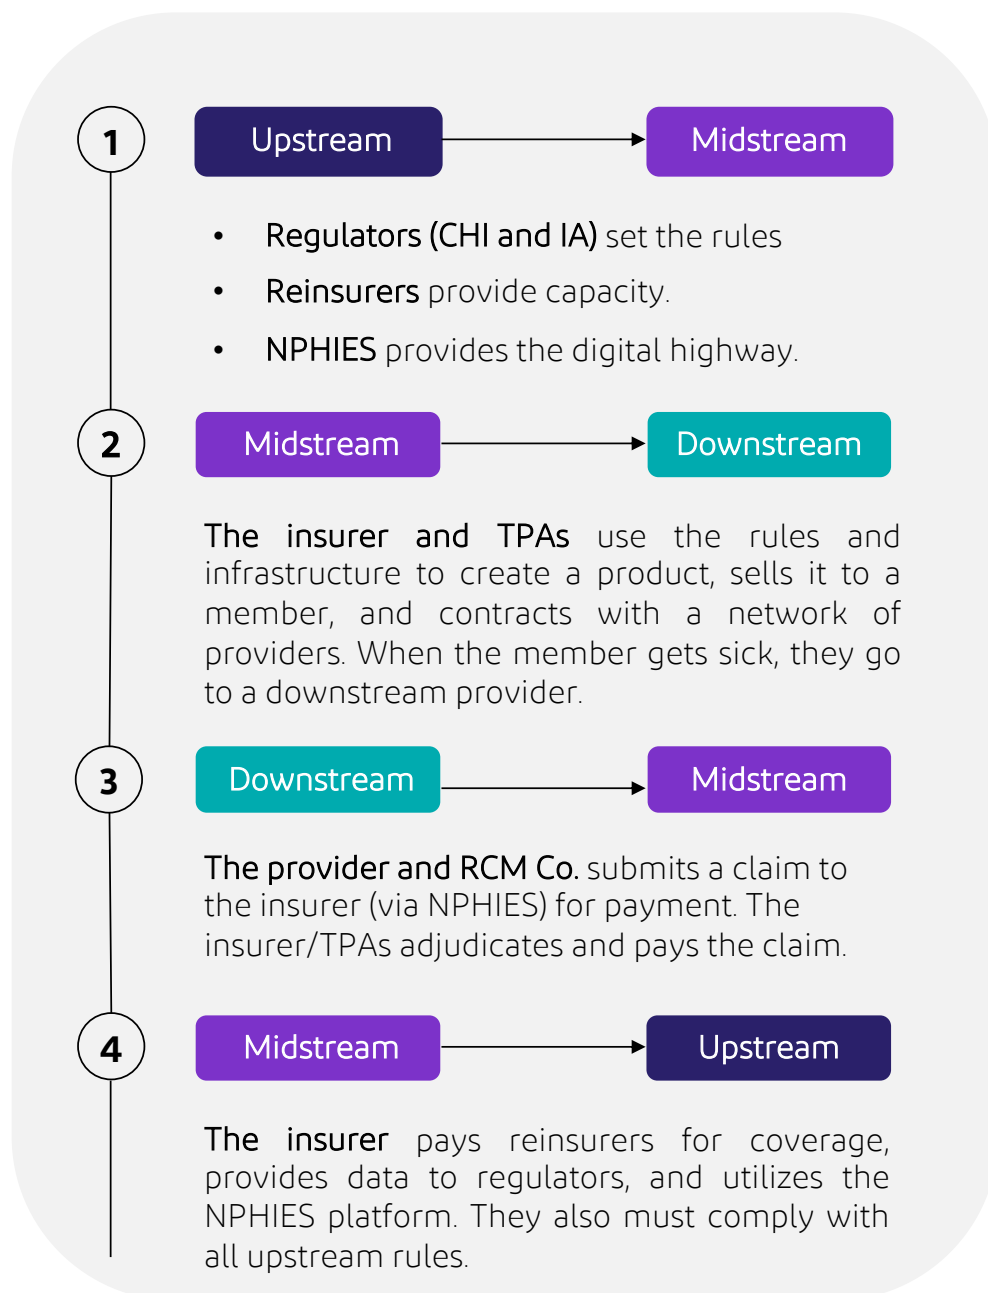 1
Upstream
Midstream
• Regulators (CHI and IA) set the rules
• Reinsurers provide capacity.
• NPHIES provides the digital highway.
2
Midstream
Downstream
The insurer and TPAs use the rules and
infrastructure to create a product, sells it to a
member, and contracts with a network of
providers. When the member gets sick, they go
to a downstream provider.
3
Downstream
Midstream
The provider and RCM Co. submits a claim to
the insurer (via NPHIES) for payment. The
insurer/TPAs adjudicates and pays the claim.
4
Midstream
Upstream
The insurer pays reinsurers for coverage,
provides data to regulators, and utilizes the
NPHIES platform. They also must comply with
all upstream rules.